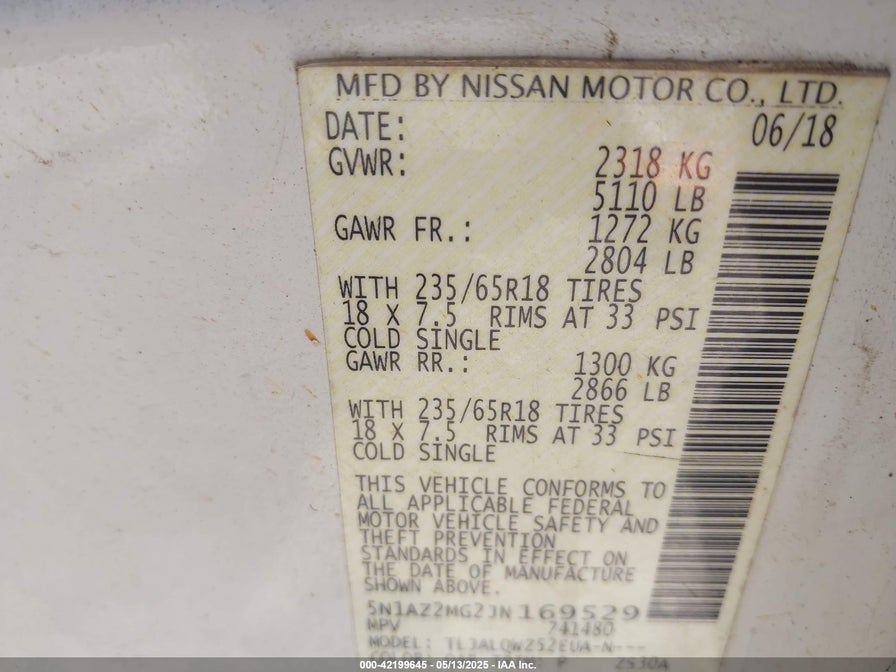 MFD BY NISSAN MOTOR CO., LTD.
DATE: 06/18
GVWR: 2318 KG
5110 LB
GAWR FR.: 1272 KG
2804 LB
WITH 235/65R18 TIRES
18 X 7.5 RIMS AT 33 PSI
COLD SINGLE
GAWR RR.: 1300 KG
2866 LB
WITH 235/65R18 TIRES
18 X 7.5 RIMS AT 33 PSI
COLD SINGLE
THIS VEHICLE CONFORMS TO
ALL APPLICABLE FEDERAL
MOTOR VEHICLE SAFETY AND
THEFT PREVENTION
STANDARDS IN EFFECT ON
THE DATE OF MANUFACTURE
SHOWN ABOVE.
5N1AZ2MG2JN169529
MPV 741480
MODEL: TLJALQWZ52EUA-N---
P 2S30A
000-42199645 - 05/13/2025 - IAA Inc.